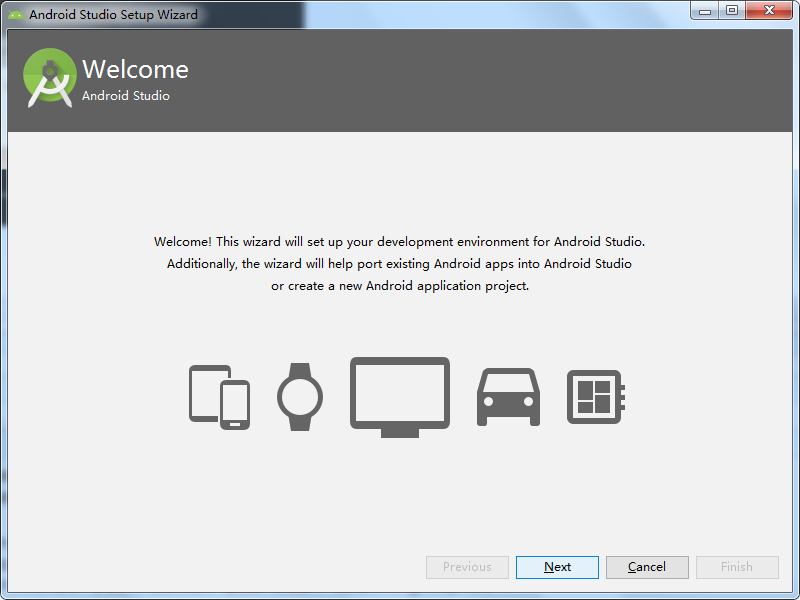 Android Studio Setup Wizard
Welcome
Android Studio
Welcome! This wizard will set up your development environment for Android Studio.
Additionally, the wizard will help port existing Android apps into Android Studio
or create a new Android application project.
Previous Next Cancel Finish